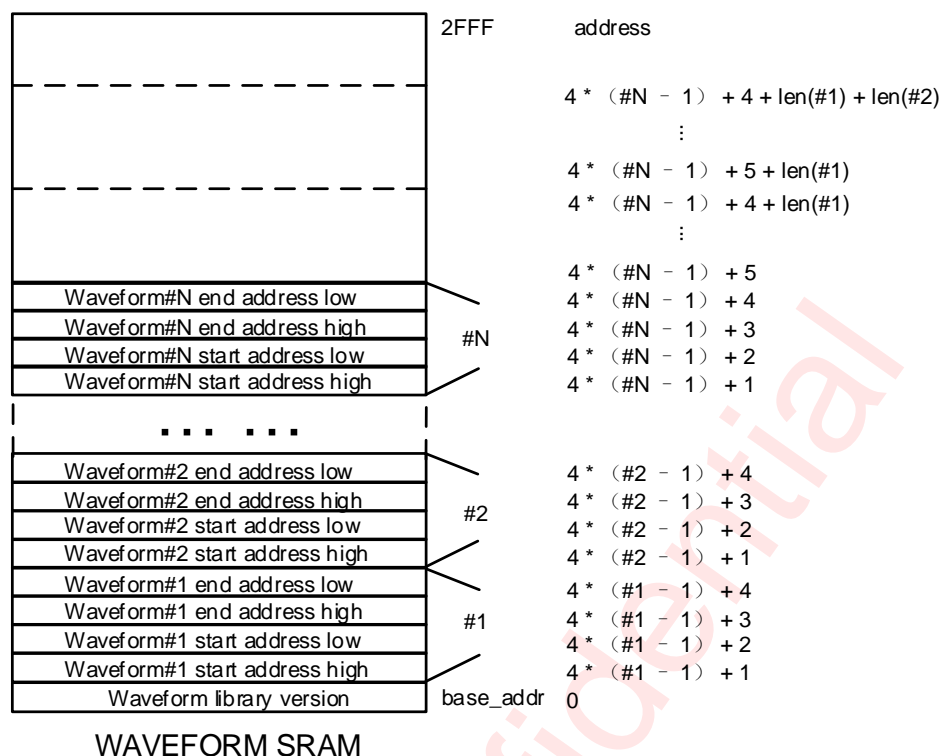 2FFF address
4 * （#N － 1） + 4 + len(#1) + len(#2)
⋮
4 * （#N － 1） + 5 + len(#1)
4 * （#N － 1） + 4 + len(#1)
⋮
4 * （#N － 1） + 5
Waveform#N end address low 4 * （#N － 1） + 4
Waveform#N end address high 4 * （#N － 1） + 3
#N
Waveform#N start address low 4 * （#N － 1） + 2
Waveform#N start address high 4 * （#N － 1） + 1
... ...
Waveform#2 end address low 4 * （#2 － 1） + 4
Waveform#2 end address high 4 * （#2 － 1） + 3
#2
Waveform#2 start address low 4 * （#2 － 1） + 2
Waveform#2 start address high 4 * （#2 － 1） + 1
Waveform#1 end address low 4 * （#1 － 1） + 4
Waveform#1 end address high 4 * （#1 － 1） + 3
#1
Waveform#1 start address low 4 * （#1 － 1） + 2
Waveform#1 start address high 4 * （#1 － 1） + 1
Waveform library version base_addr 0
WAVEFORM SRAM